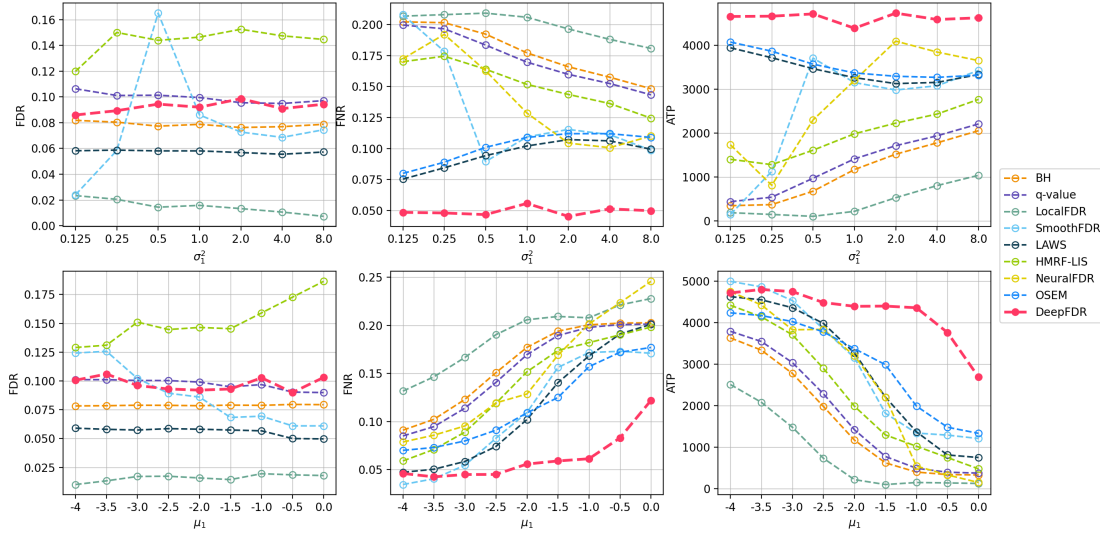 FDR
0.16
0.14
0.12
0.10
0.08
0.06
0.04
0.02
0.00
0.125 0.25 0.5 1.0 2.0 4.0 8.0
σ₁²
FNR
0.200
0.175
0.150
0.125
0.100
0.075
0.050
0.125 0.25 0.5 1.0 2.0 4.0 8.0
σ₁²
ATP
4000
3000
2000
1000
0
0.125 0.25 0.5 1.0 2.0 4.0 8.0
σ₁²
BH
q-value
LocalFDR
SmoothFDR
LAWS
HMRF-LIS
NeuralFDR
OSEM
DeepFDR
FDR
0.175
0.150
0.125
0.100
0.075
0.050
0.025
-4 -3.5 -3.0 -2.5 -2.0 -1.5 -1.0 -0.5 0.0
μ₁
FNR
0.25
0.20
0.15
0.10
0.05
-4 -3.5 -3.0 -2.5 -2.0 -1.5 -1.0 -0.5 0.0
μ₁
ATP
5000
4000
3000
2000
1000
0
-4 -3.5 -3.0 -2.5 -2.0 -1.5 -1.0 -0.5 0.0
μ₁